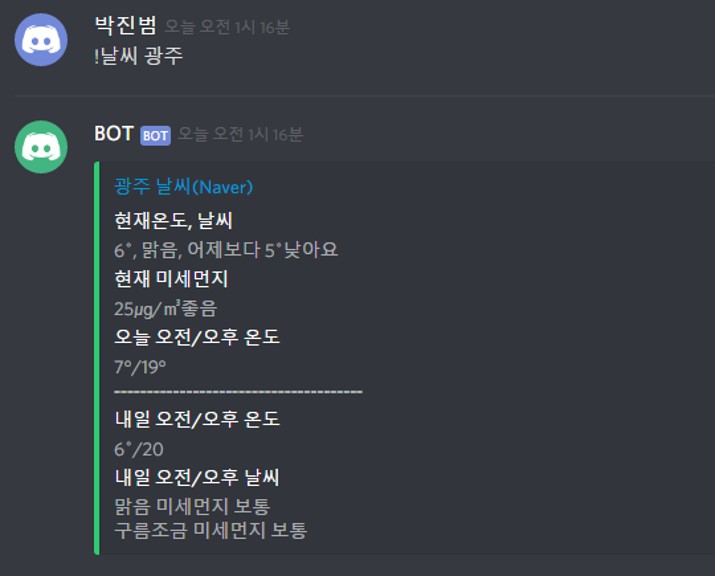 박진범 오늘 오전 1시 16분
!날씨 광주
BOT BOT 오늘 오전 1시 16분
광주 날씨(Naver)
현재온도, 날씨
6˚, 맑음, 어제보다 5˚낮아요
현재 미세먼지
25㎍/㎥좋음
오늘 오전/오후 온도
7°/19°
--------------------------------------
내일 오전/오후 온도
6˚/20
내일 오전/오후 날씨
맑음 미세먼지 보통
구름조금 미세먼지 보통